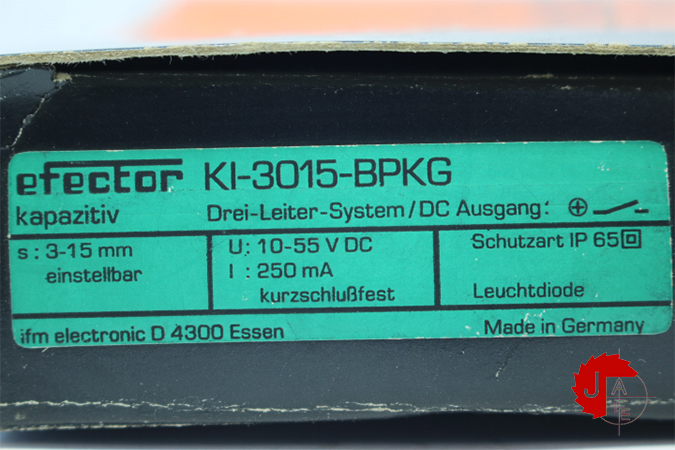 efector KI-3015-BPKG
kapazitiv Drei-Leiter-System/DC Ausgang:
s: 3-15 mm
einstellbar
U: 10-55 V DC
I : 250 mA
kurzschlußfest
Schutzart IP 65
Leuchtdiode
ifm electronic D 4300 Essen Made in Germany
J